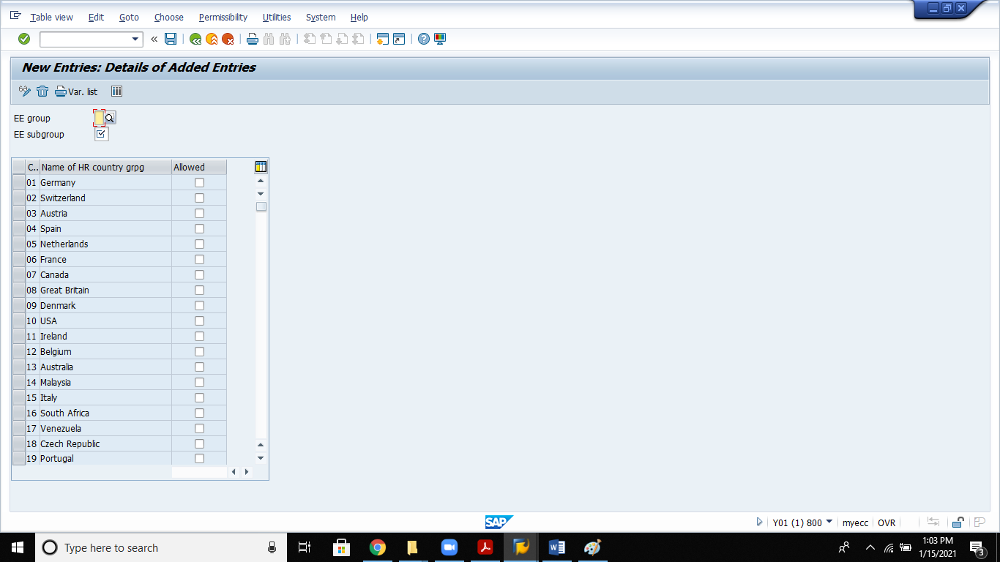 Table view Edit Goto Choose Permissibility Utilities System Help
New Entries: Details of Added Entries
Var. list
EE group
EE subgroup
C.. Name of HR country grpg Allowed
01 Germany
02 Switzerland
03 Austria
04 Spain
05 Netherlands
06 France
07 Canada
08 Great Britain
09 Denmark
10 USA
11 Ireland
12 Belgium
13 Australia
14 Malaysia
15 Italy
16 South Africa
17 Venezuela
18 Czech Republic
19 Portugal
SAP Y01 (1) 800 myecc OVR
Type here to search
1:03 PM
1/15/2021
3